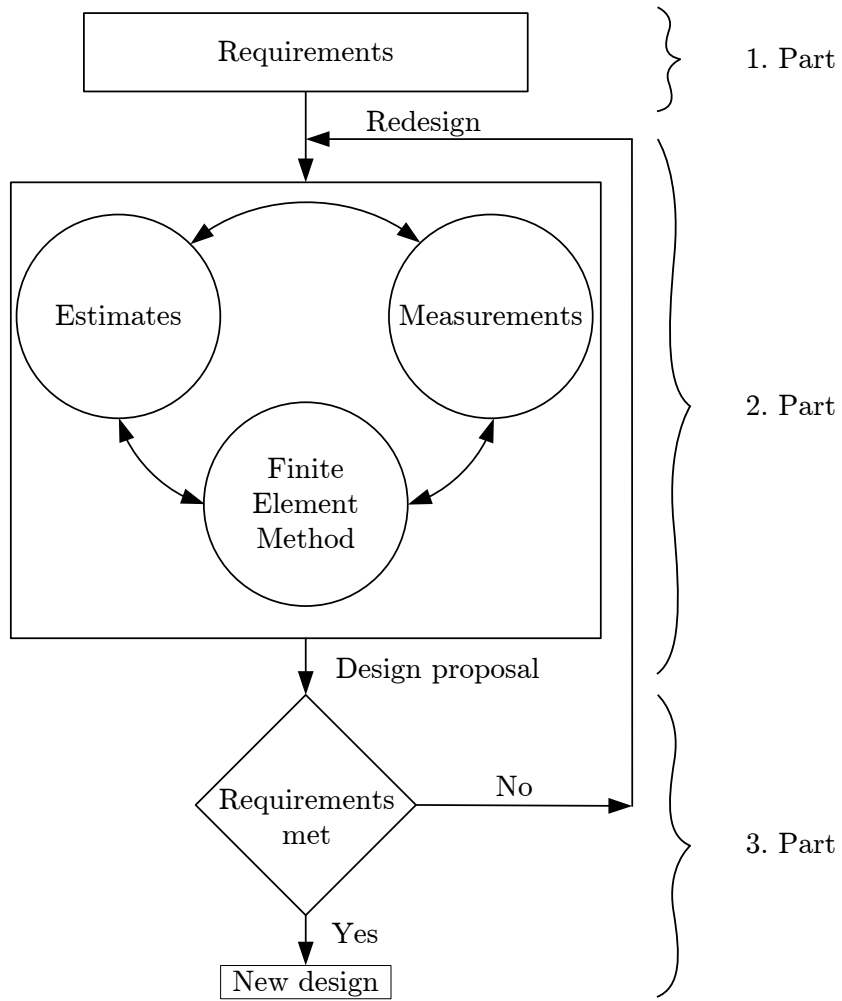 Requirements
1. Part
Redesign
Estimates
Measurements
2. Part
Finite
Element
Method
Design proposal
No
Requirements
met
3. Part
Yes
New design